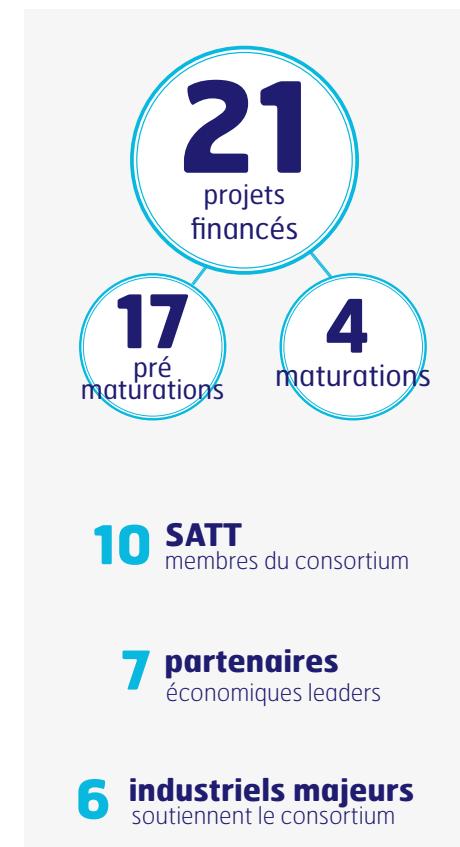 21
projets
financés
17
pré
maturations
4
maturations
10 SATT
membres du consortium
7 partenaires
économiques leaders
6 industriels majeurs
soutiennent le consortium